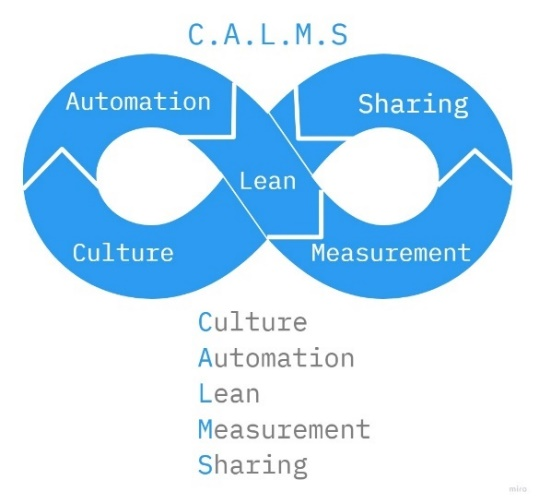 C.A.L.M.S
Automation
Sharing
Lean
Culture
Measurement
Culture
Automation
Lean
Measurement
Sharing
miro